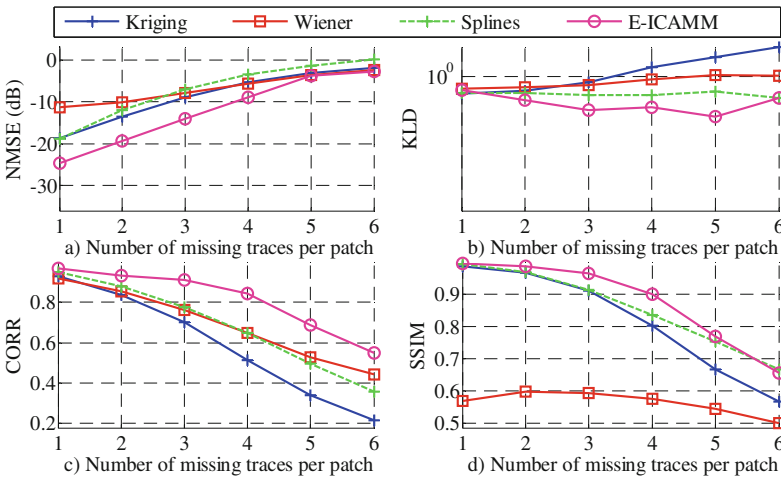 Kriging Wiener Splines E-ICAMM
0
-10
-20
-30
NMSE (dB)
1 2 3 4 5 6
a) Number of missing traces per patch
10^0
KLD
1 2 3 4 5 6
b) Number of missing traces per patch
0.8
0.6
0.4
0.2
CORR
1 2 3 4 5 6
c) Number of missing traces per patch
0.9
0.8
0.7
0.6
0.5
SSIM
1 2 3 4 5 6
d) Number of missing traces per patch